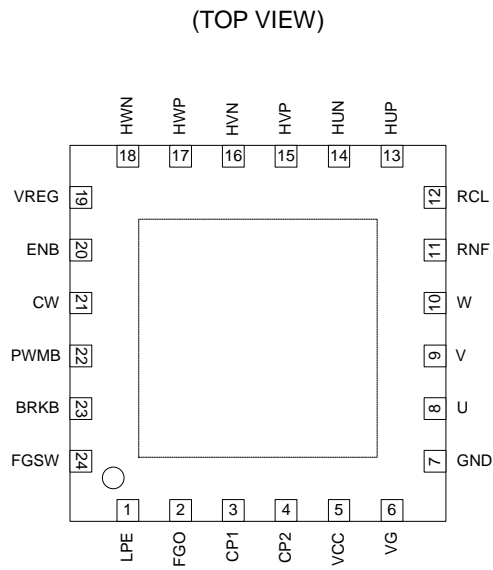 (TOP VIEW)
HWN HWP HVN HVP HUN HUP
18 17 16 15 14 13
VREG 19 12 RCL
ENB 20 11 RNF
CW 21 10 W
PWMB 22 9 V
BRKB 23 8 U
FGSW 24 7 GND
1 2 3 4 5 6
LPE FGO CP1 CP2 VCC VG